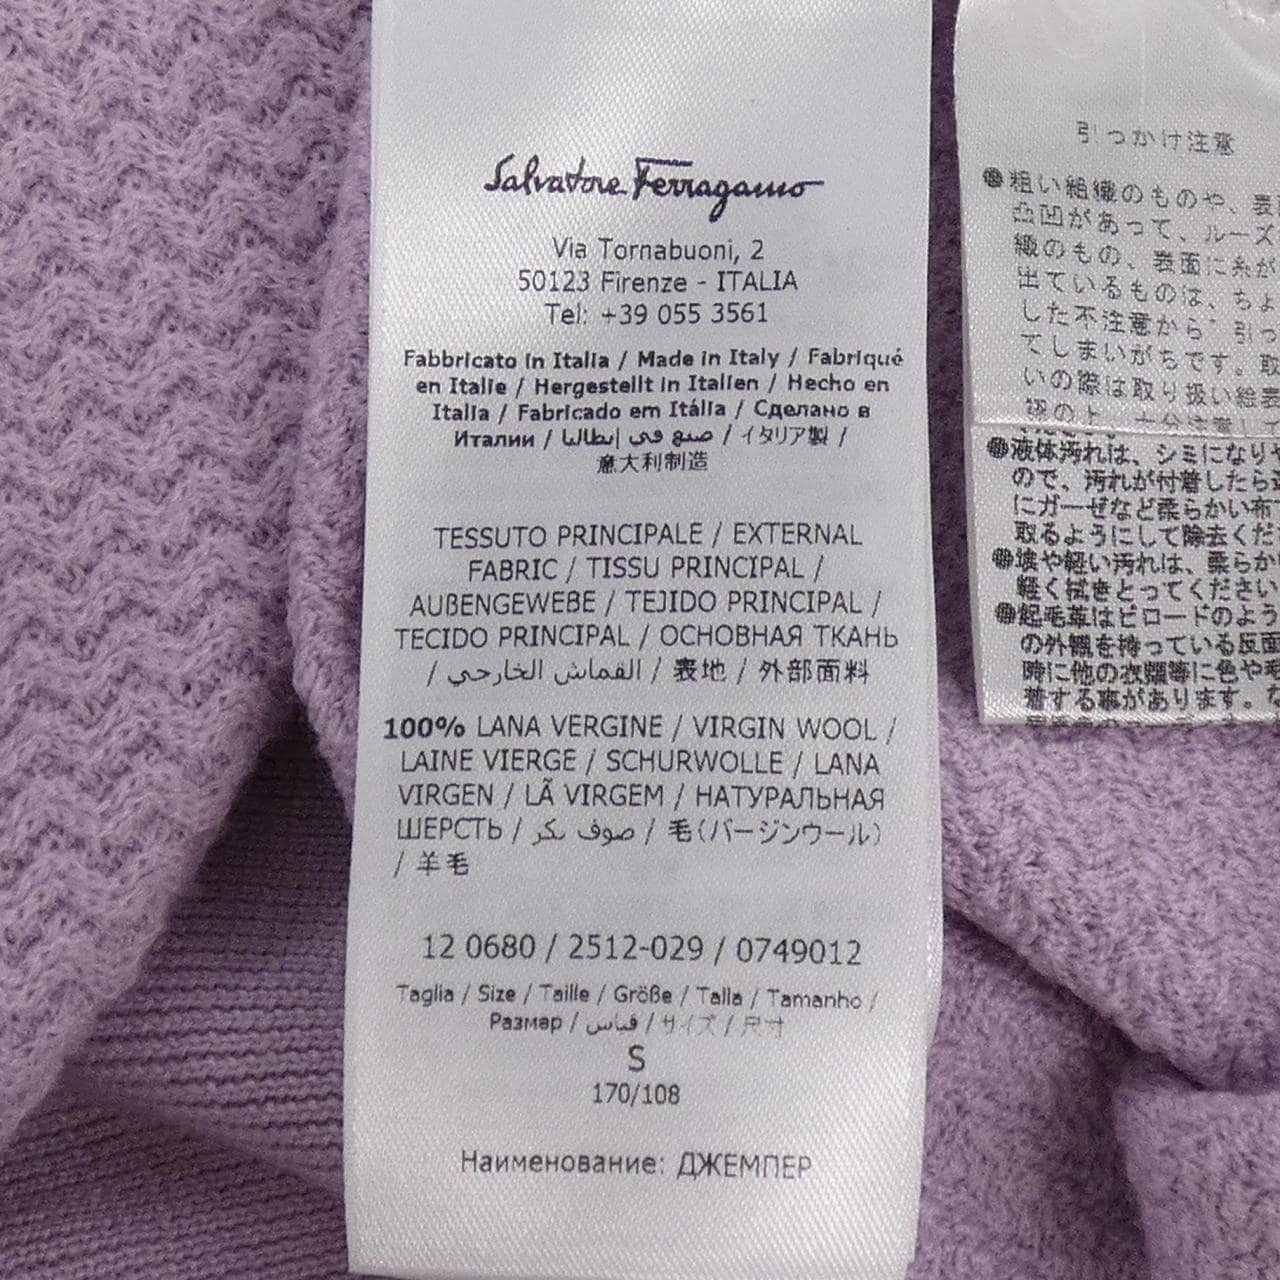 Salvatore Ferragamo
Via Tornabuoni, 2
50123 Firenze - ITALIA
Tel: +39 055 3561
Fabbricato in Italia / Made in Italy / Fabriqué
en Italie / Hergestellt in Italien / Hecho en
Italia / Fabricado em Itália / Сделано в
Италии / صنع في إيطاليا / イタリア製 /
意大利制造
TESSUTO PRINCIPALE / EXTERNAL
FABRIC / TISSU PRINCIPAL /
AUßENGEWEBE / TEJIDO PRINCIPAL /
TECIDO PRINCIPAL / ОСНОВНАЯ ТКАНЬ
/ القماش الخارجي / 表地 / 外部面料
100% LANA VERGINE / VIRGIN WOOL /
LAINE VIERGE / SCHURWOLLE / LANA
VIRGEN / LÃ VIRGEM / НАТУРАЛЬНАЯ
ШЕРСТЬ / صوف بكر / 毛(バージンウール)
/ 羊毛
12 0680 / 2512-029 / 0749012
Taglia / Size / Taille / Größe / Talla / Tamanho /
Размер / قياس / サイズ / 尺寸
S
170/108
Наименование: ДЖЕМПЕР
引っかけ注意
●粗い組織のものや、表
凸凹があって、ルーズ
織のもの、表面に糸が
出ているものは、ちょ
した不注意から 引っ
てしまいがちです。取
いの際は取り扱い絵表
●液体汚れは、シミになりや
ので、汚れが付着したら
にガーゼなど柔らかい布
取るようにして除去くだ
●埃や軽い汚れは、柔らか
軽く拭きとってください
●起毛革はビロードのよう
の外観を持っている反面
時に他の衣類等に色や毛
着する事があります。